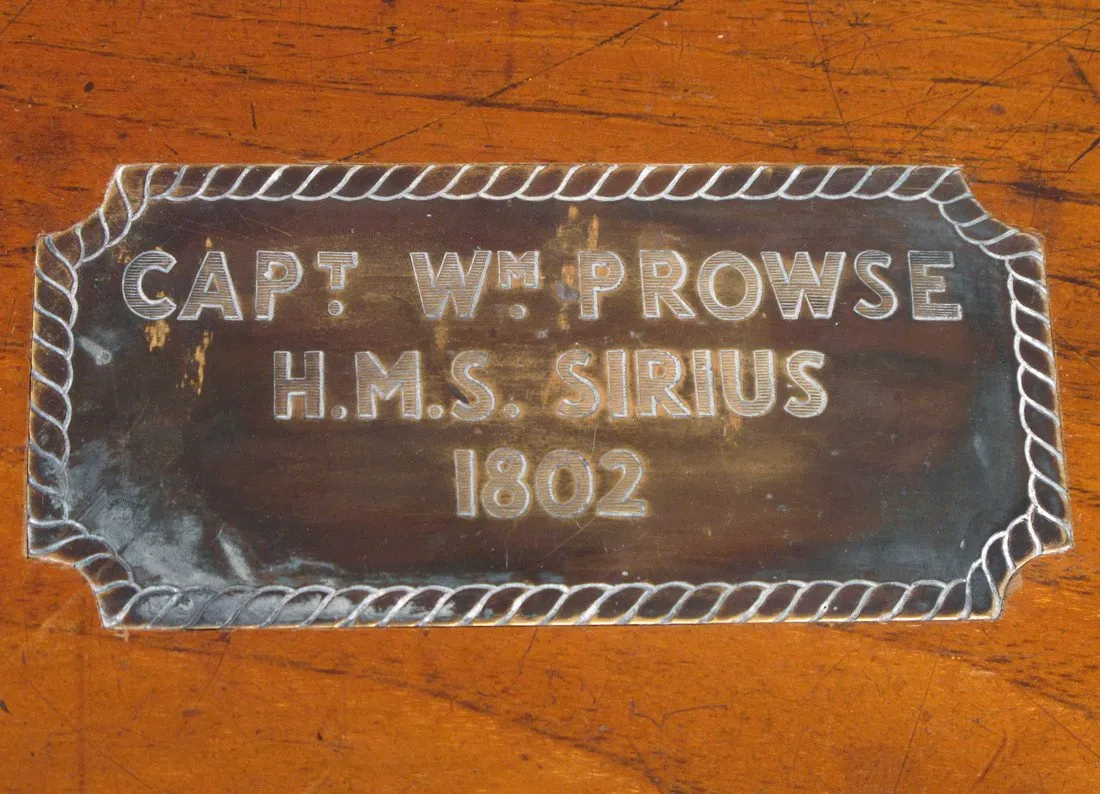 CAPT. WM. PROWSE
H.M.S. SIRIUS
1802